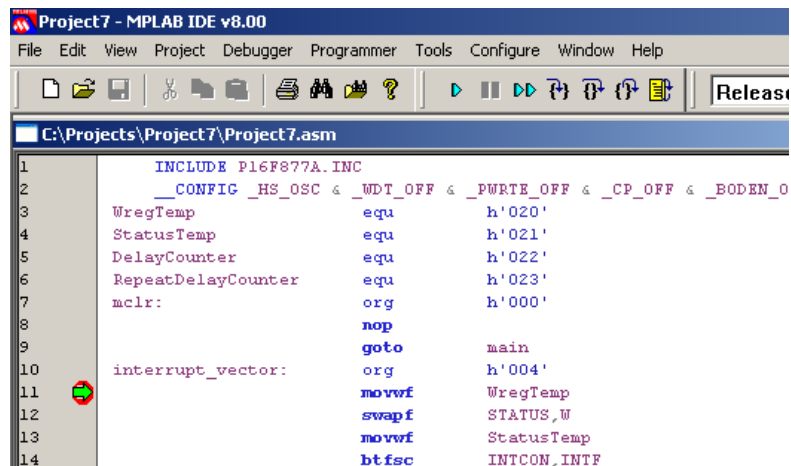 Project7 - MPLAB IDE v8.00
File Edit View Project Debugger Programmer Tools Configure Window Help
C:\Projects\Project7\Project7.asm
1 INCLUDE P16F877A.INC
2 __CONFIG _HS_OSC & _WDT_OFF & _PWRTE_OFF & _CP_OFF & _BODEN_O
3 WregTemp equ h'020'
4 StatusTemp equ h'021'
5 DelayCounter equ h'022'
6 RepeatDelayCounter equ h'023'
7 mclr: org h'000'
8 nop
9 goto main
10 interrupt_vector: org h'004'
11 movwf WregTemp
12 swapf STATUS,W
13 movwf StatusTemp
14 btfsc INTCON,INTF